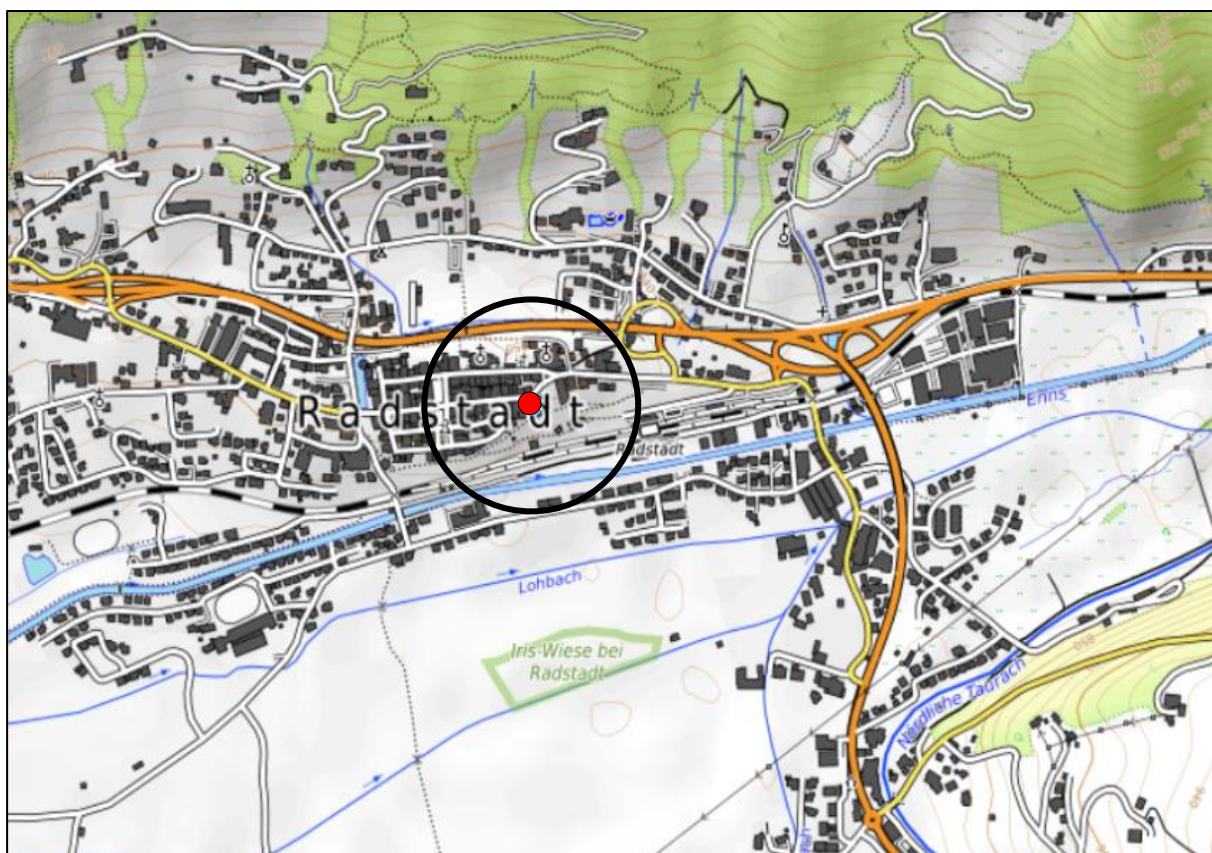 Radstadt
Radstadt
Enns
Lohbach
Iris-Wiese bei
Radstadt
Nördliche Taurach